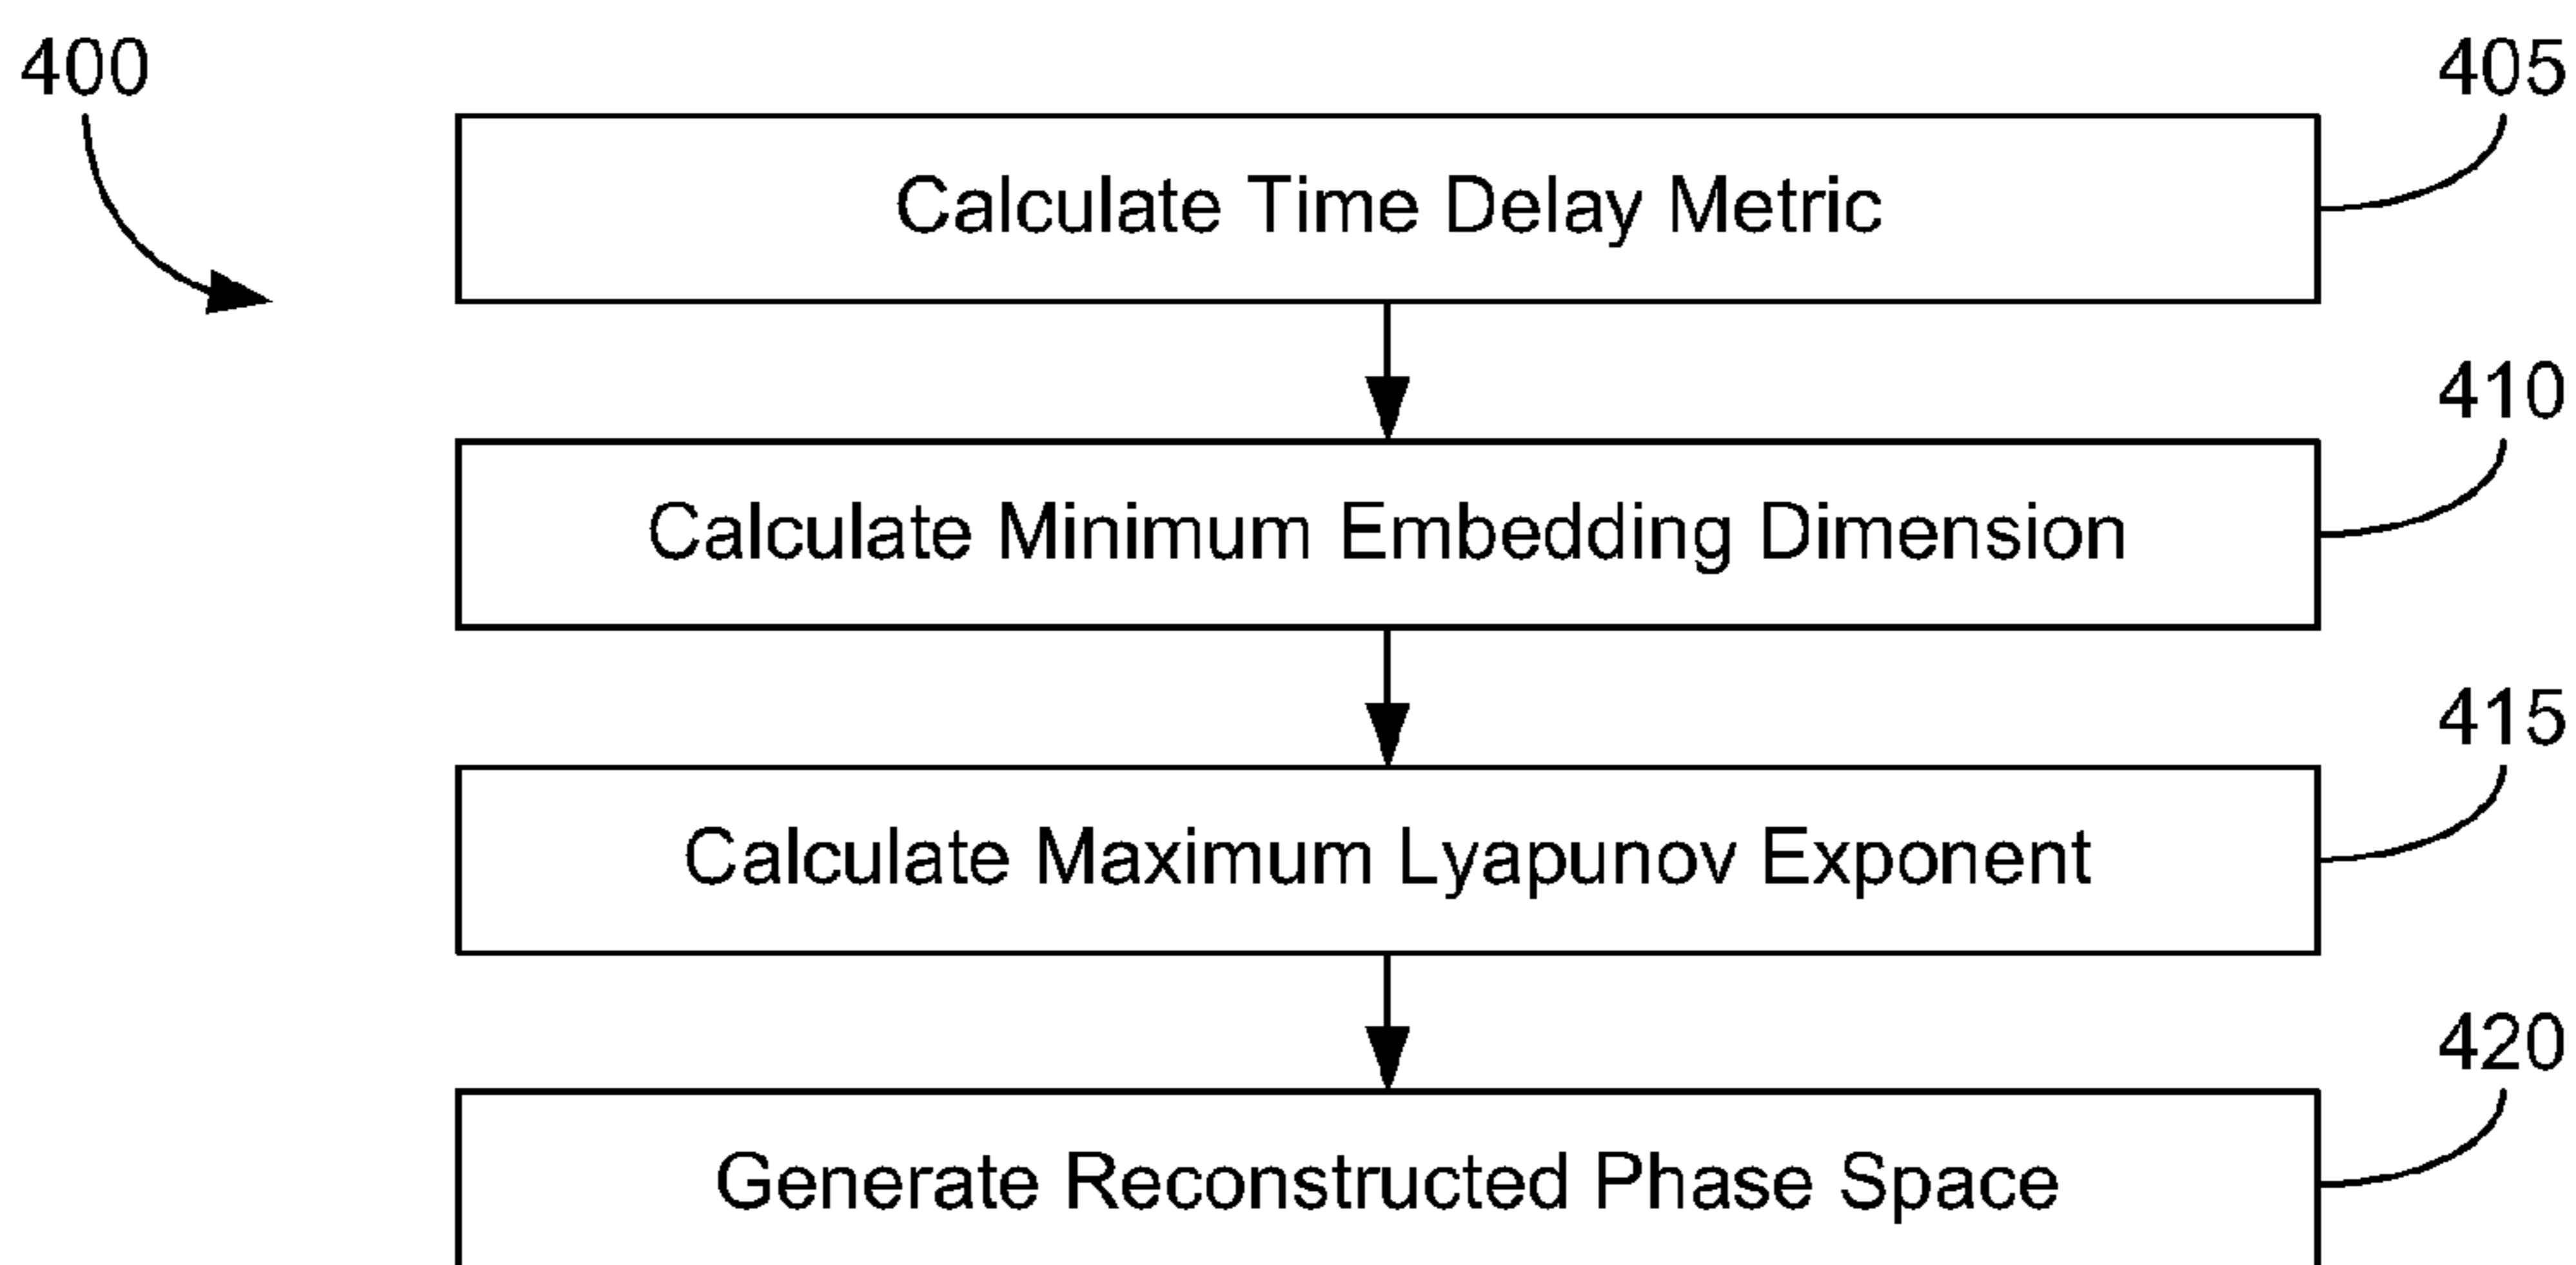 400
405
Calculate Time Delay Metric
410
Calculate Minimum Embedding Dimension
415
Calculate Maximum Lyapunov Exponent
420
Generate Reconstructed Phase Space